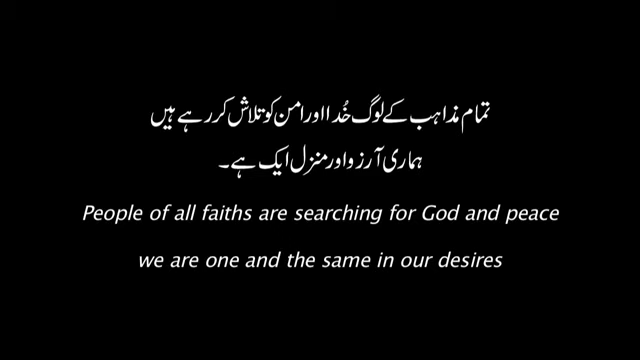 تمام مذاہب کے لوگ خُدا اور امن کو تلاش کر رہے ہیں
ہماری آرزو اور منزل ایک ہے۔
People of all faiths are searching for God and peace
we are one and the same in our desires